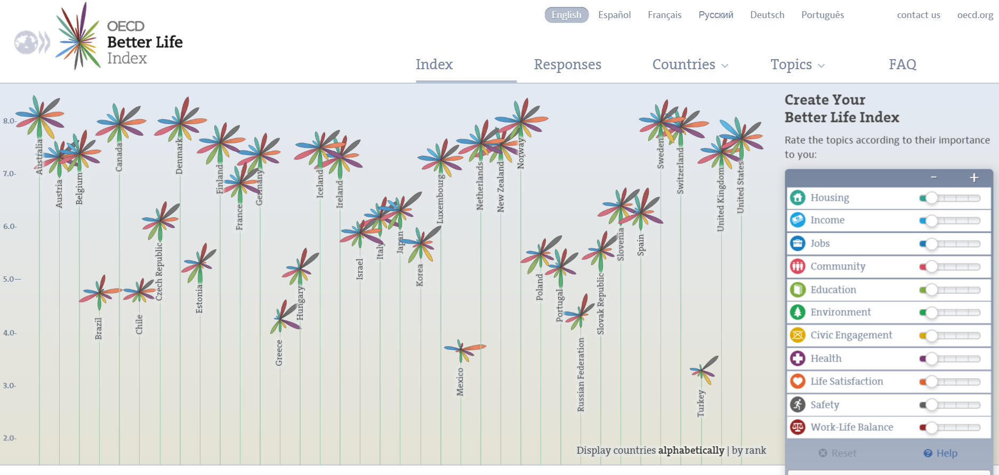 English Español Français Русский Deutsch Português contact us oecd.org
OECD
Better Life
Index
Index Responses Countries Topics FAQ
8.0-
7.0-
6.0-
5.0—
4.0-
3.0-
2.0-
Australia
Austria
Belgium
Brazil
Canada
Chile
Czech Republic
Denmark
Estonia
Finland
France
Germany
Greece
Hungary
Iceland
Ireland
Israel
Italy
Japan
Korea
Luxembourg
Mexico
Netherlands
New Zealand
Norway
Poland
Portugal
Russian Federation
Slovak Republic
Slovenia
Spain
Sweden
Switzerland
Turkey
United Kingdom
United States
Display countries alphabetically | by rank
Create Your
Better Life Index
Rate the topics according to their importance
to you:
- +
Housing
Income
Jobs
Community
Education
Environment
Civic Engagement
Health
Life Satisfaction
Safety
Work-Life Balance
Reset Help